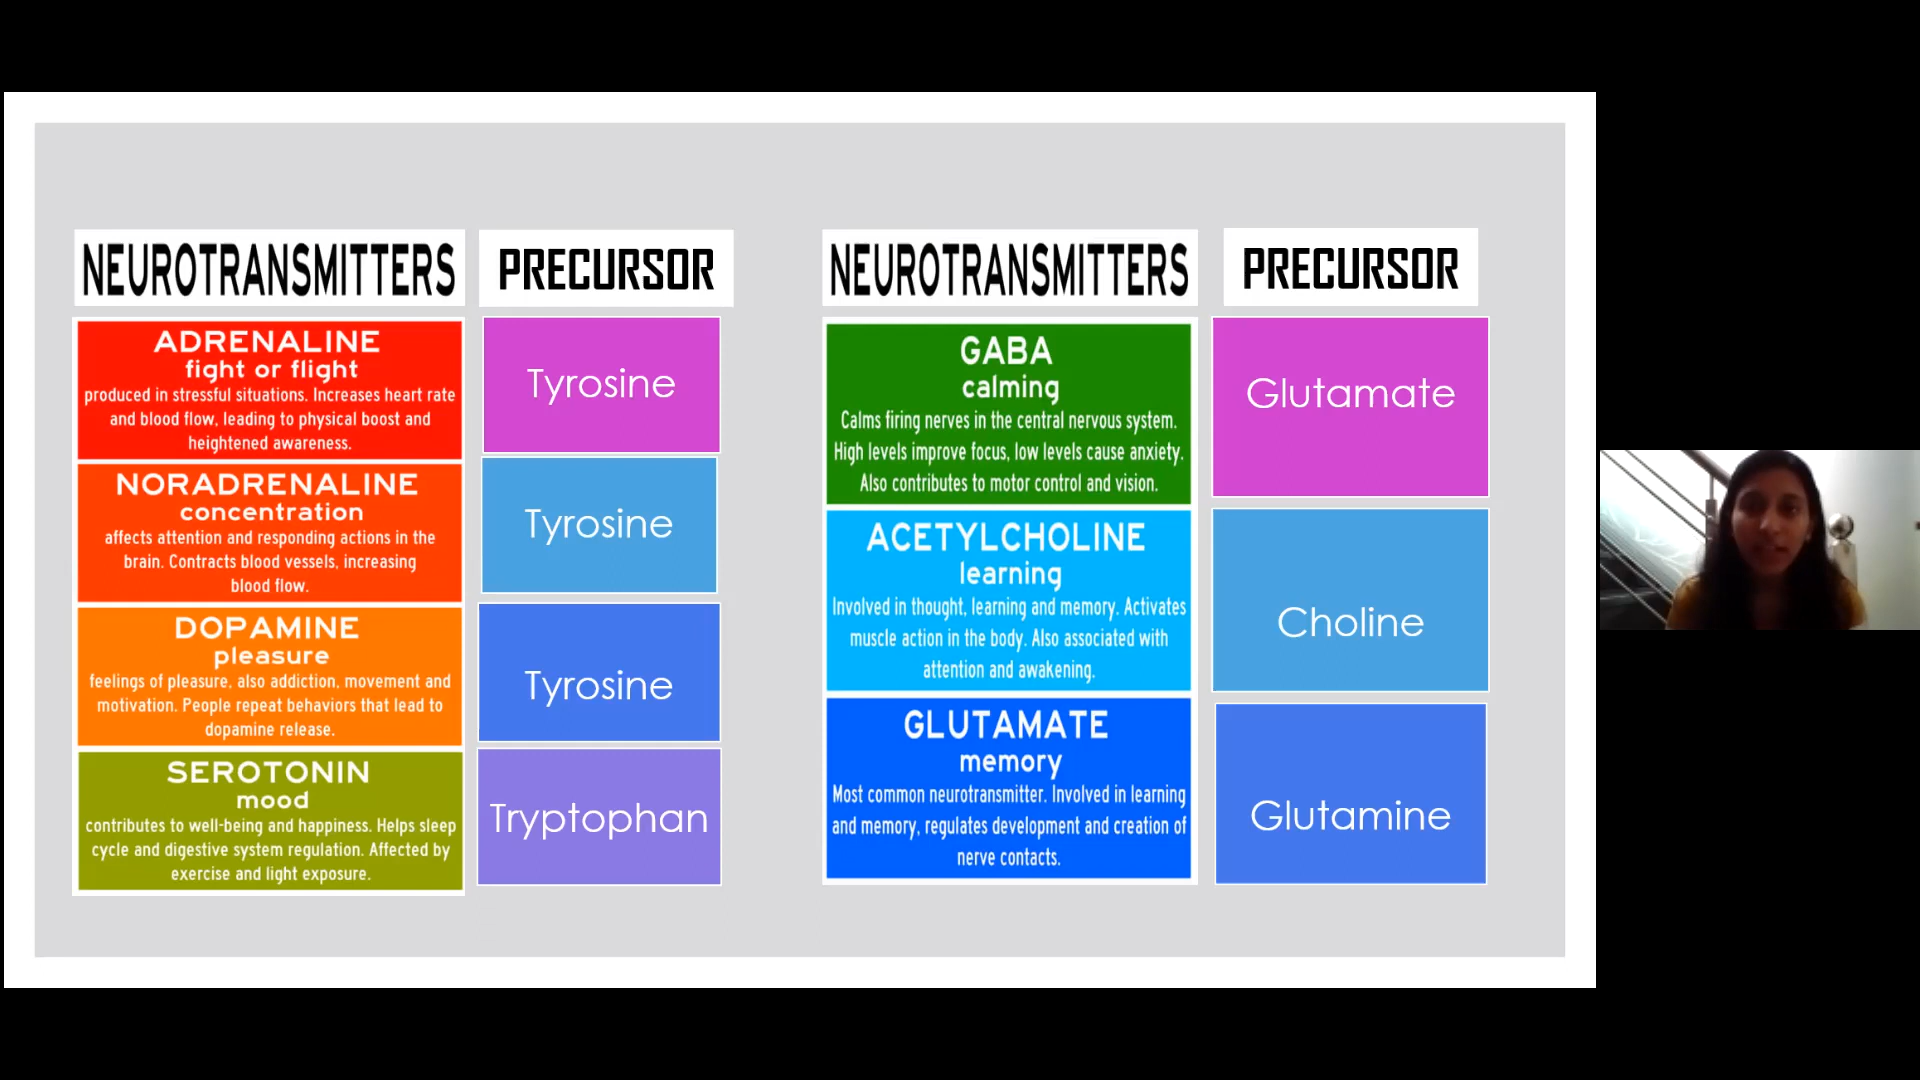 NEUROTRANSMITTERS
PRECURSOR
ADRENALINE
fight or flight
produced in stressful situations. Increases heart rate
and blood flow, leading to physical boost and
heightened awareness.
Tyrosine
NORADRENALINE
concentration
affects attention and responding actions in the
brain. Contracts blood vessels, increasing
blood flow.
Tyrosine
DOPAMINE
pleasure
feelings of pleasure, also addiction, movement and
motivation. People repeat behaviors that lead to
dopamine release.
Tyrosine
SEROTONIN
mood
contributes to well-being and happiness. Helps sleep
cycle and digestive system regulation. Affected by
exercise and light exposure.
Tryptophan
NEUROTRANSMITTERS
PRECURSOR
GABA
calming
Calms firing nerves in the central nervous system.
High levels improve focus, low levels cause anxiety.
Also contributes to motor control and vision.
Glutamate
ACETYLCHOLINE
learning
Involved in thought, learning and memory. Activates
muscle action in the body. Also associated with
attention and awakening.
Choline
GLUTAMATE
memory
Most common neurotransmitter. Involved in learning
and memory, regulates development and creation of
nerve contacts.
Glutamine